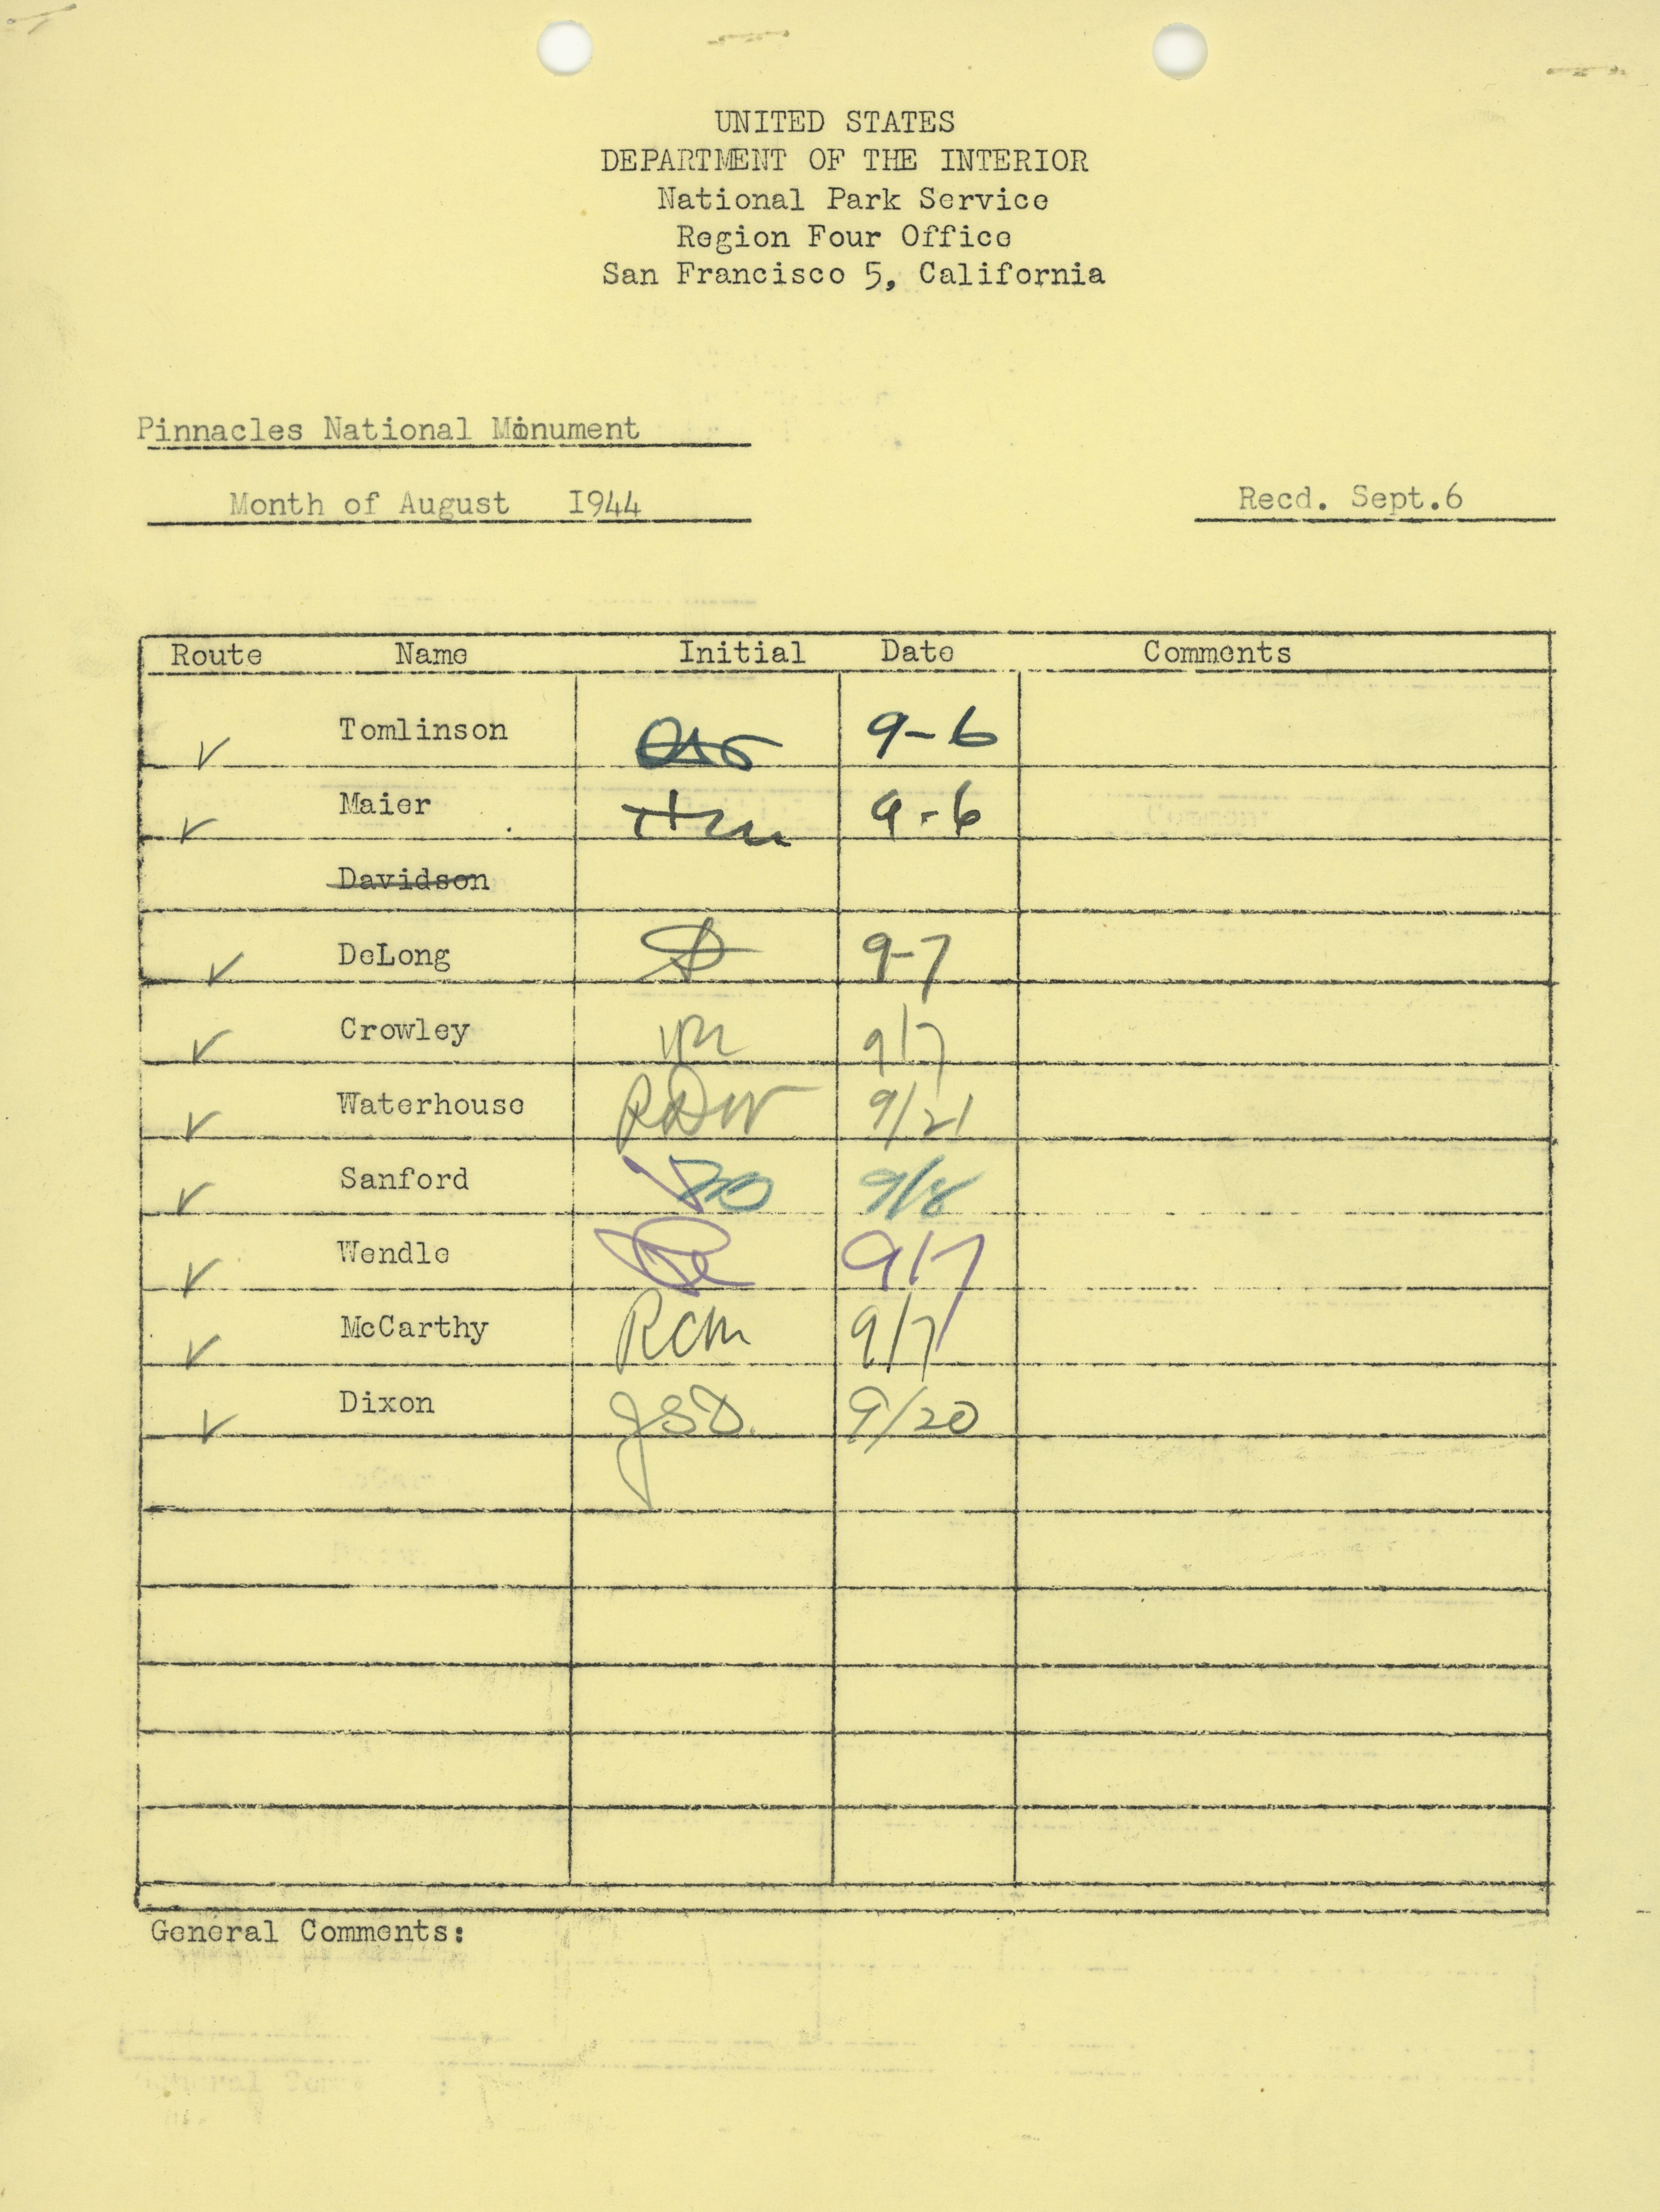 UNITED STATES
DEPARTMENT OF THE INTERIOR
National Park Service
Region Four Office
San Francisco 5, California
Pinnacles National Monument
Month of August 1944
Recd. Sept.6
Route Name Initial Date Comments
Tomlinson 9-6
Maier 9-6
Davidson
DeLong 9-7
Crowley 9/7
Waterhouse RDW 9/21
Sanford 9/8
Wendle 9/7
McCarthy RCM 9/7
Dixon JSD. 9/20
General Comments: